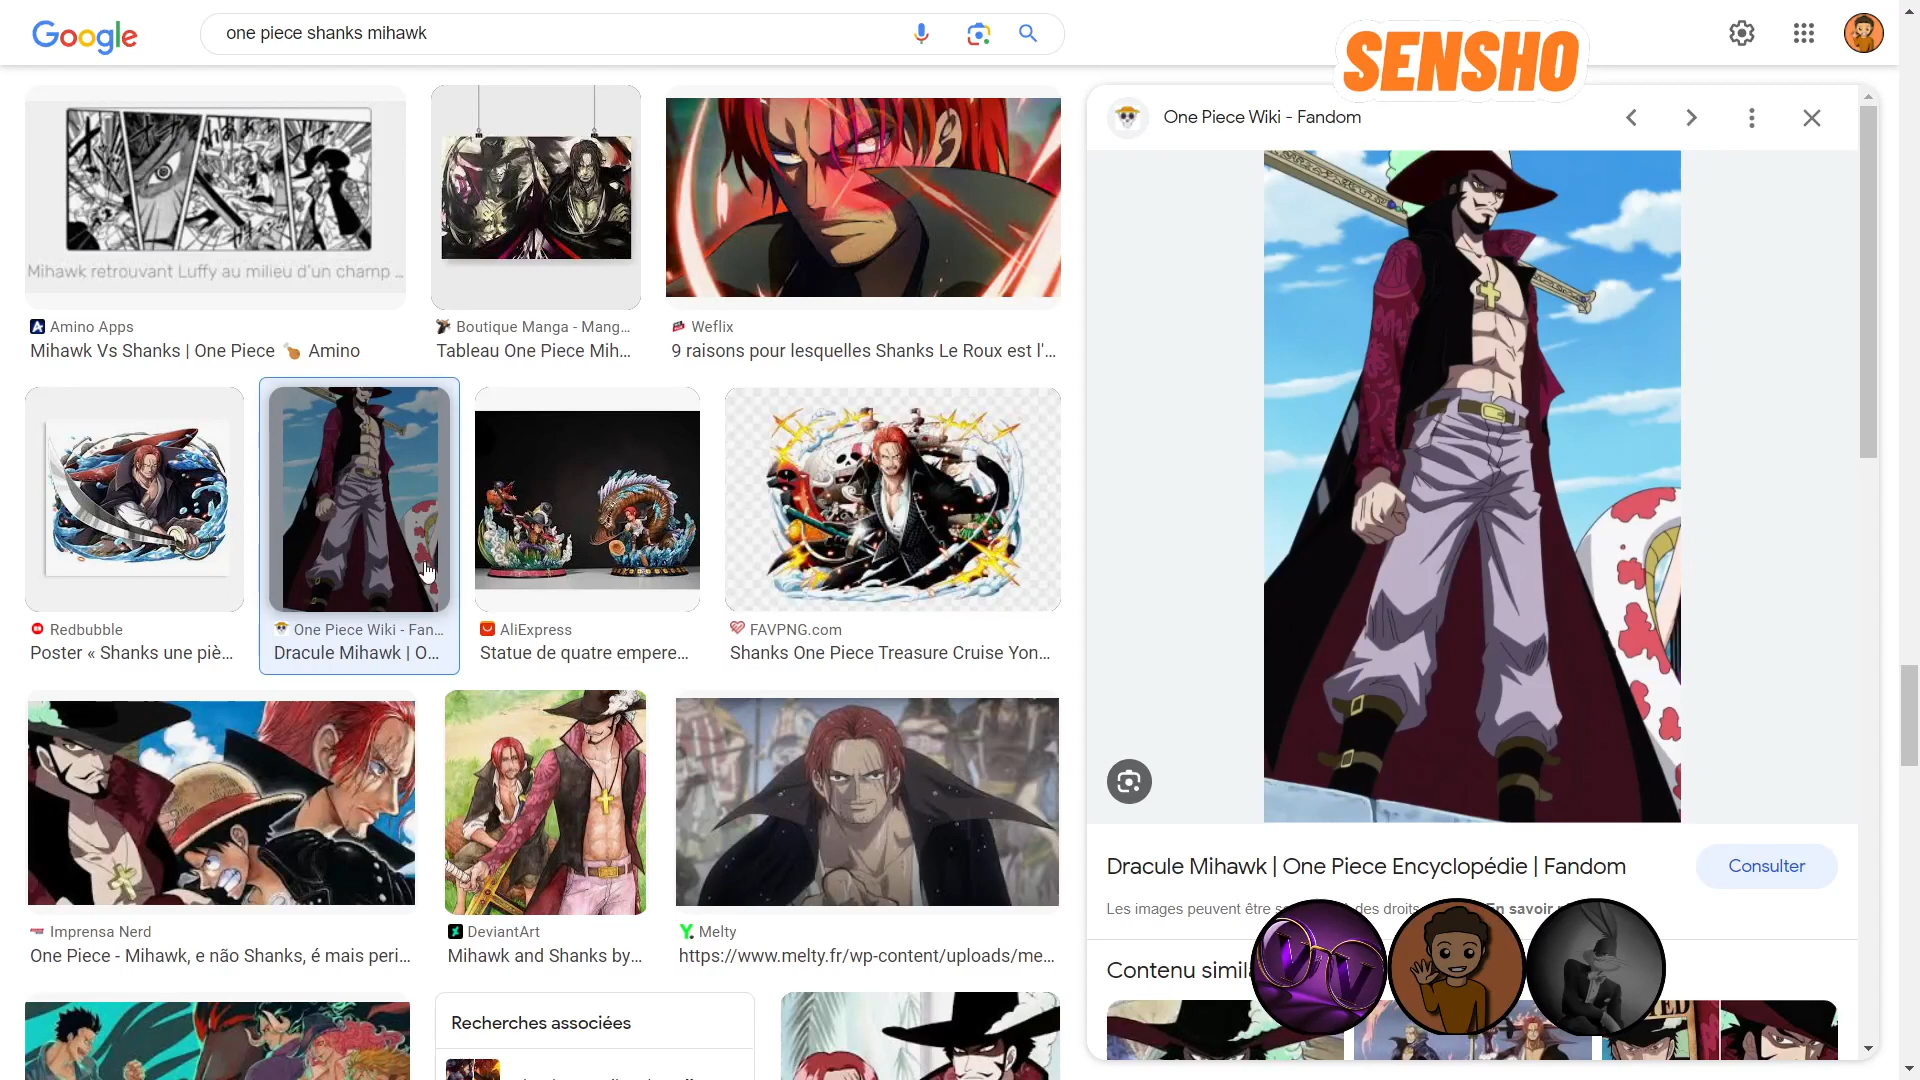 Google
one piece shanks mihawk
SENSHO
One Piece Wiki - Fandom
Mihawk retrouvant Luffy au milieu d'un champ ...
Amino Apps
Mihawk Vs Shanks | One Piece 🍗 Amino
Boutique Manga - Mang...
Tableau One Piece Mih...
Weflix
9 raisons pour lesquelles Shanks Le Roux est l'...
Redbubble
Poster « Shanks une piè...
One Piece Wiki - Fan...
Dracule Mihawk | O...
AliExpress
Statue de quatre empere...
FAVPNG.com
Shanks One Piece Treasure Cruise Yon...
Imprensa Nerd
One Piece - Mihawk, e não Shanks, é mais peri...
DeviantArt
Mihawk and Shanks by...
Melty
https://www.melty.fr/wp-content/uploads/me...
Recherches associées
Dracule Mihawk | One Piece Encyclopédie | Fandom
Consulter
Les images peuvent être des droits En savoir
Contenu
VV